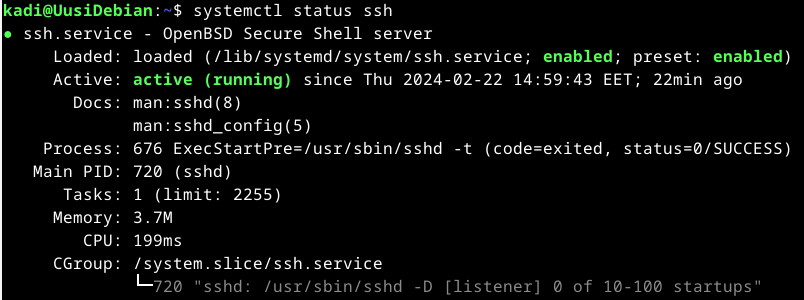 kadi@UusiDebian:~$ systemctl status ssh
● ssh.service - OpenBSD Secure Shell server
     Loaded: loaded (/lib/systemd/system/ssh.service; enabled; preset: enabled)
     Active: active (running) since Thu 2024-02-22 14:59:43 EET; 22min ago
       Docs: man:sshd(8)
             man:sshd_config(5)
    Process: 676 ExecStartPre=/usr/sbin/sshd -t (code=exited, status=0/SUCCESS)
   Main PID: 720 (sshd)
      Tasks: 1 (limit: 2255)
     Memory: 3.7M
        CPU: 199ms
     CGroup: /system.slice/ssh.service
             └─720 "sshd: /usr/sbin/sshd -D [listener] 0 of 10-100 startups"